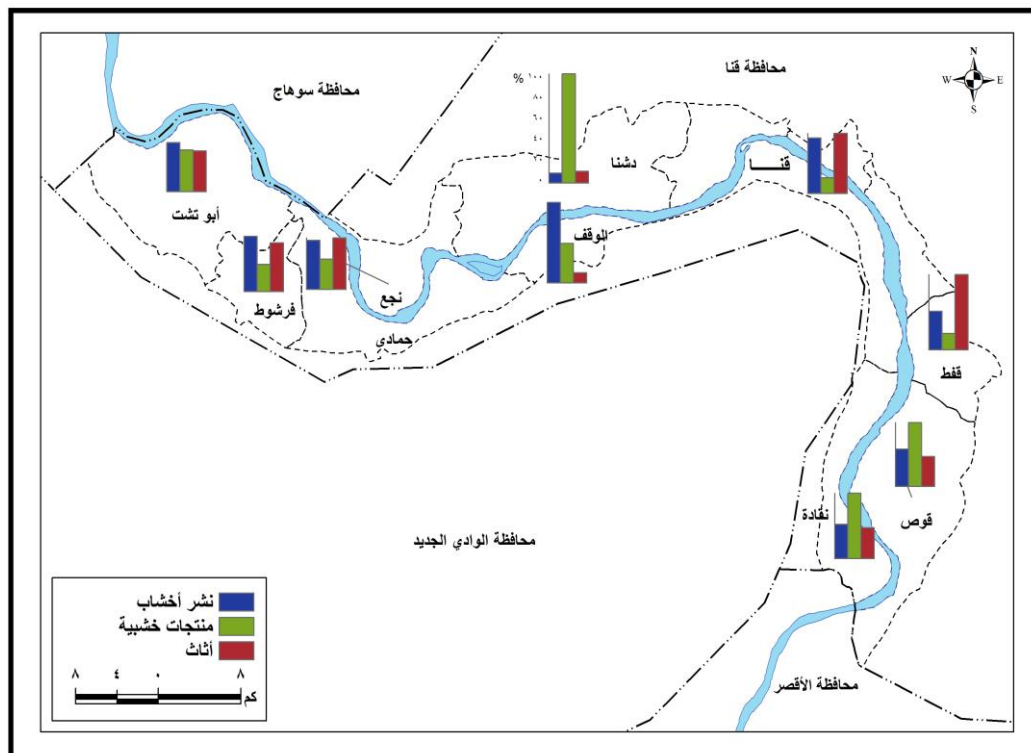 محافظة سوهاج
محافظة قنا
N
W
E
S
%
١٠٠
٨٠
٦٠
٤٠
دشنا
قنــــا
أبو تشت
الوقف
فرشوط
نجع
حمادي
قفط
قوص
نقادة
محافظة الوادي الجديد
محافظة الأقصر
نشر أخشاب
منتجات خشبية
أثاث
٨ ٤ ٠ ٨
كم